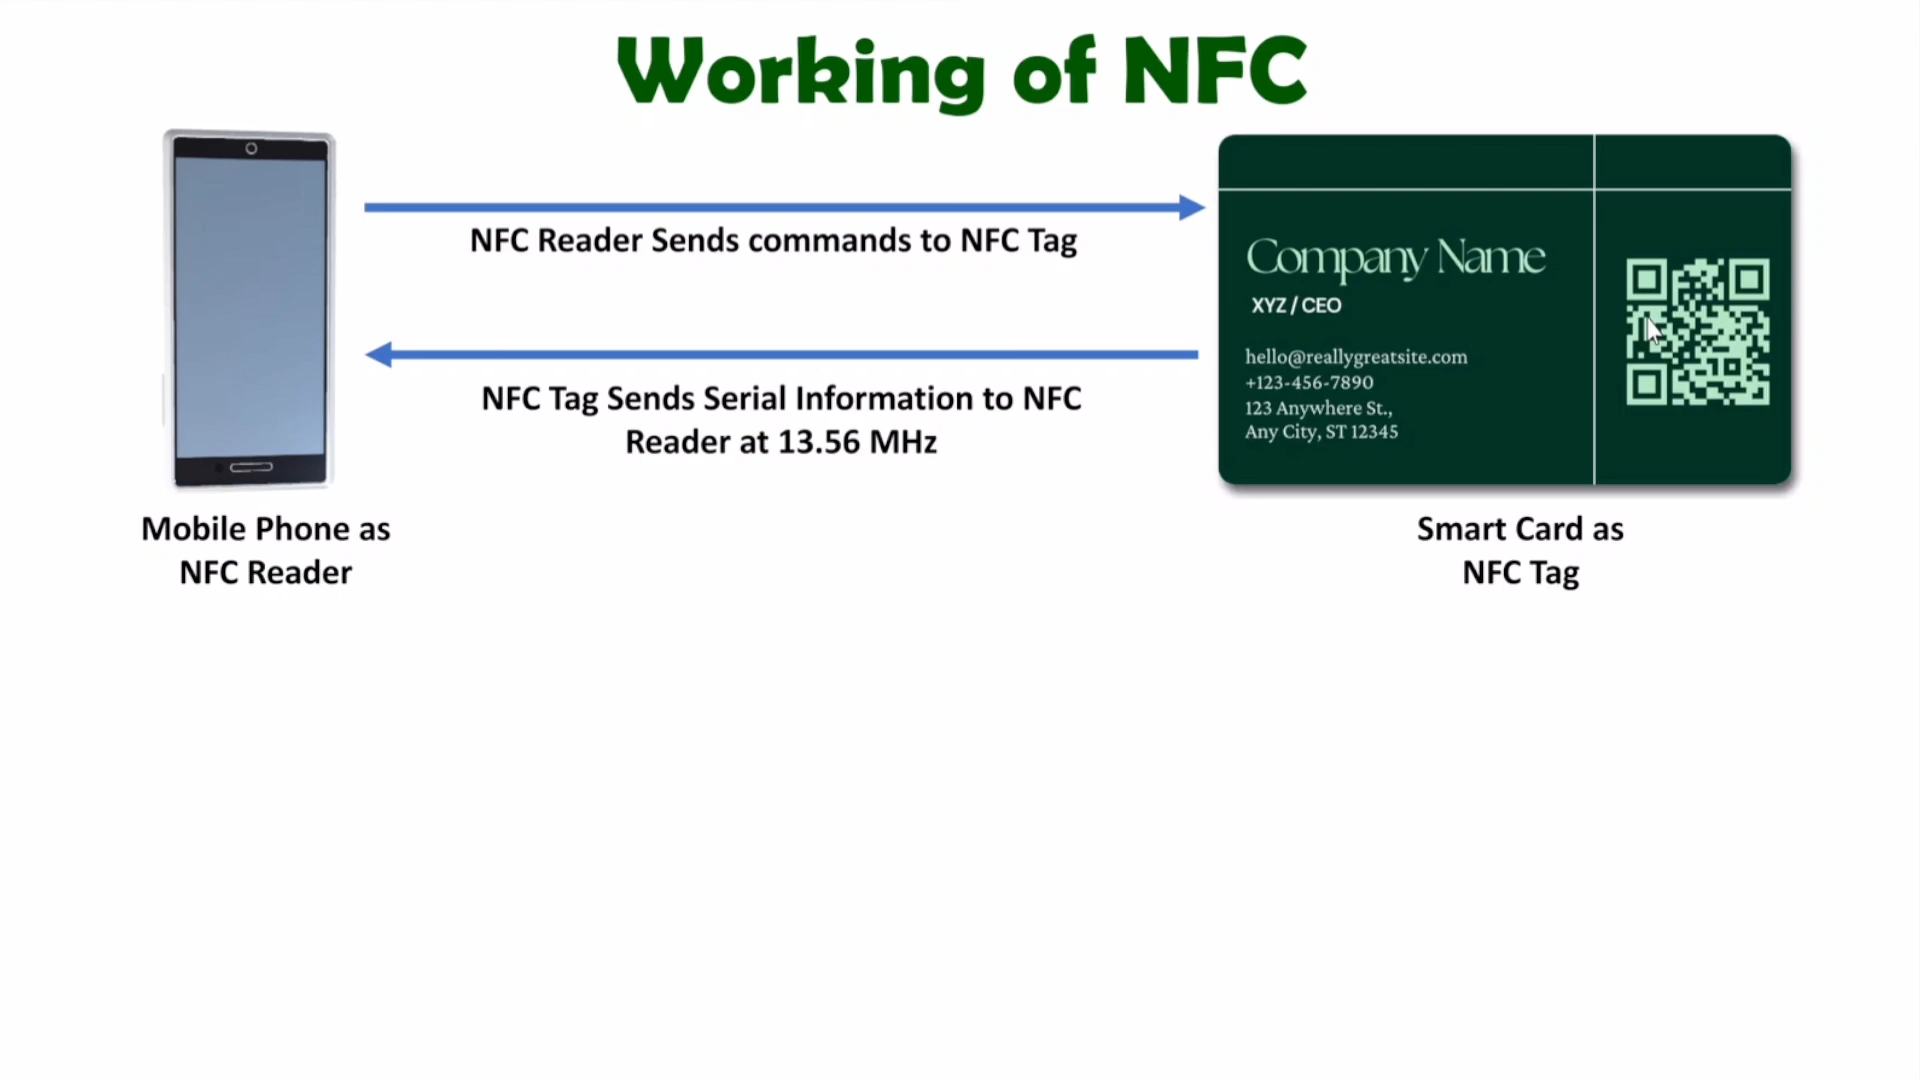 Working of NFC
NFC Reader Sends commands to NFC Tag
Company Name
XYZ / CEO
hello@reallygreatsite.com
+123-456-7890
123 Anywhere St.,
Any City, ST 12345
NFC Tag Sends Serial Information to NFC
Reader at 13.56 MHz
Mobile Phone as
NFC Reader
Smart Card as
NFC Tag